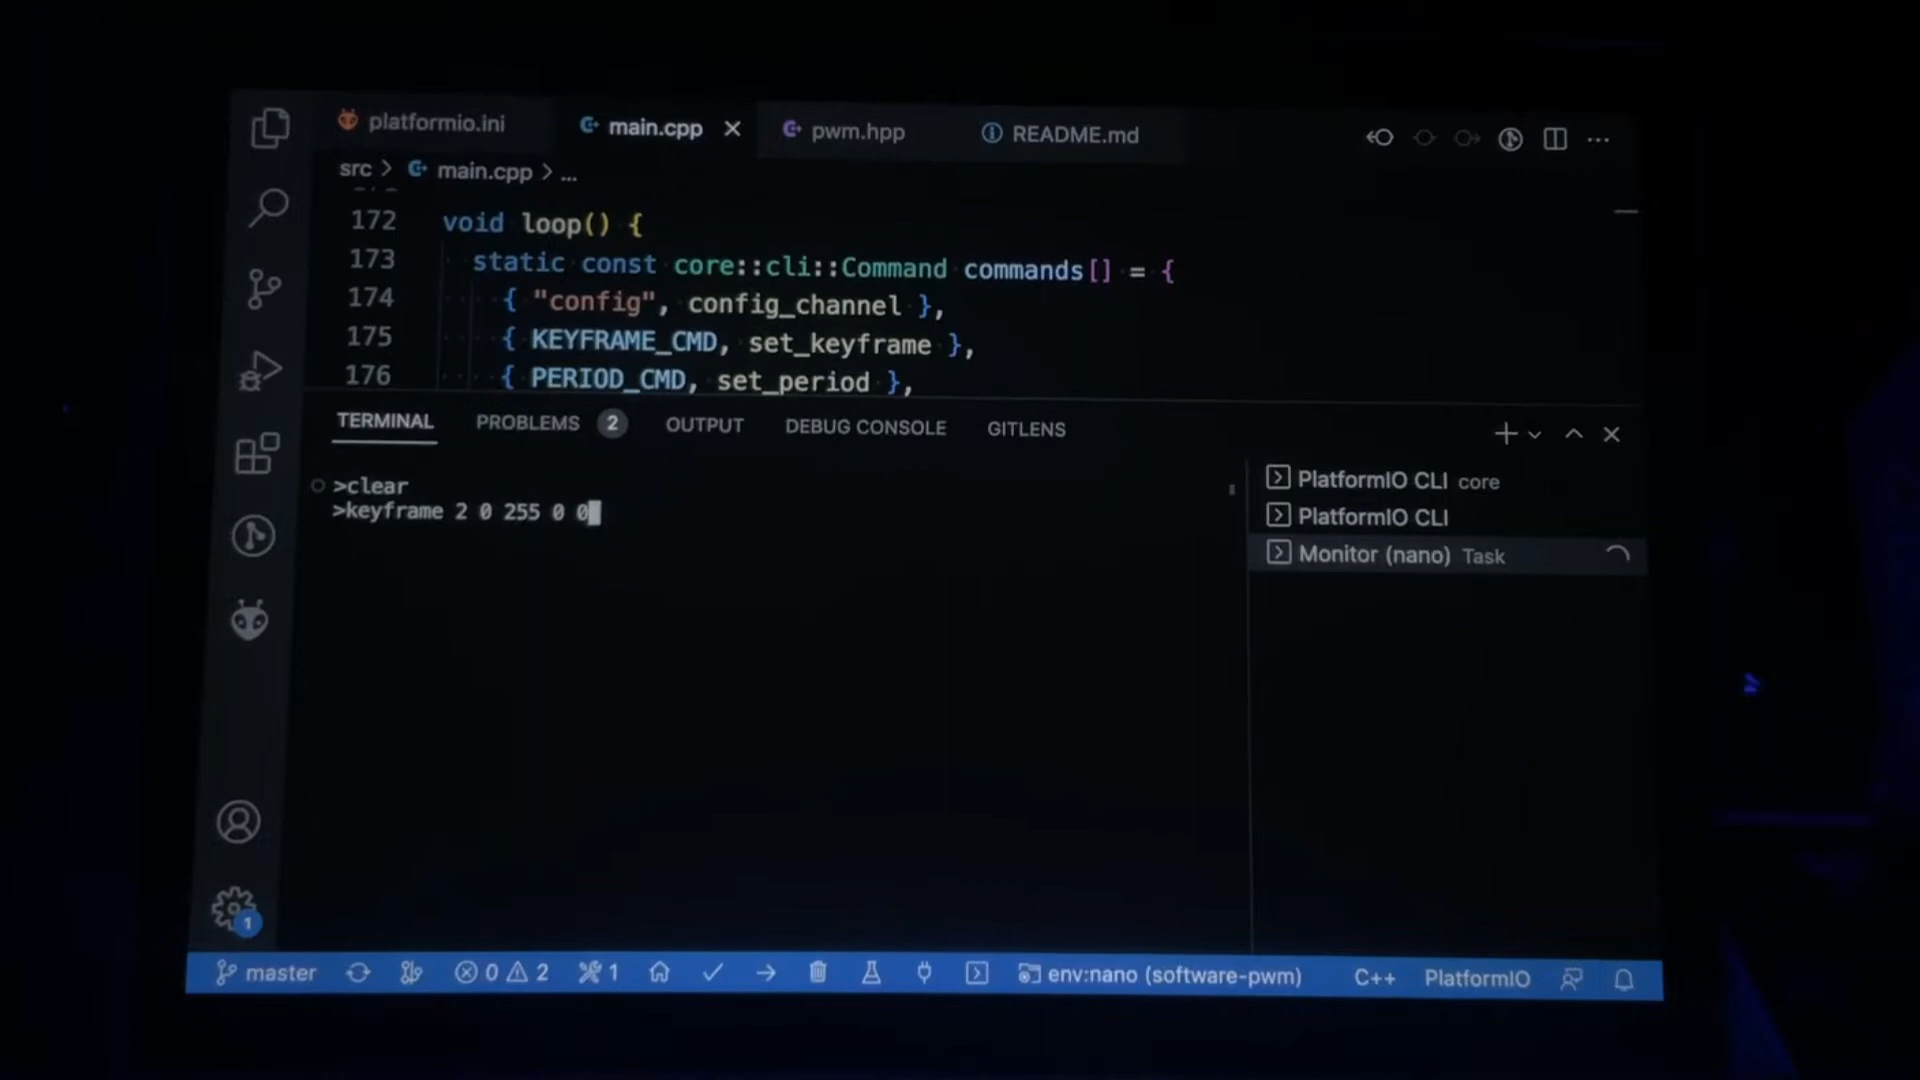 platformio.ini
main.cpp
pwm.hpp
README.md
src > main.cpp > ...
172 void loop() {
173 static const core::cli::Command commands[] = {
174 { "config", config_channel },
175 { KEYFRAME_CMD, set_keyframe },
176 { PERIOD_CMD, set_period },
TERMINAL PROBLEMS 2 OUTPUT DEBUG CONSOLE GITLENS
>clear
>keyframe 2 0 255 0 0
PlatformIO CLI core
PlatformIO CLI
Monitor (nano) Task
1
master 0 2 1 env:nano (software-pwm) C++ PlatformIO